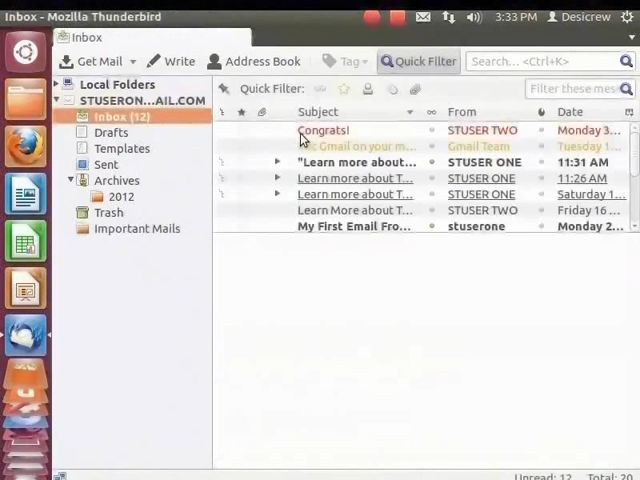 Inbox - Mozilla Thunderbird 3:33 PM Desicrew
Inbox
Get Mail Write Address Book Tag Quick Filter Search... <Ctrl+K>
Local Folders
STUSERON...AIL.COM
Inbox (12)
Drafts
Templates
Sent
Archives
2012
Trash
Important Mails
Quick Filter: Filter these mess
Subject From Date
Congrats! STUSER TWO Monday 3...
Gmail on your m... Gmail Team Tuesday 1...
"Learn more about... STUSER ONE 11:31 AM
Learn more about T... STUSER ONE 11:26 AM
Learn more about T... STUSER ONE Saturday 1...
Learn More about T... STUSER TWO Friday 16 ...
My First Email Fro... stuserone Monday 2...
Unread: 12 Total: 20